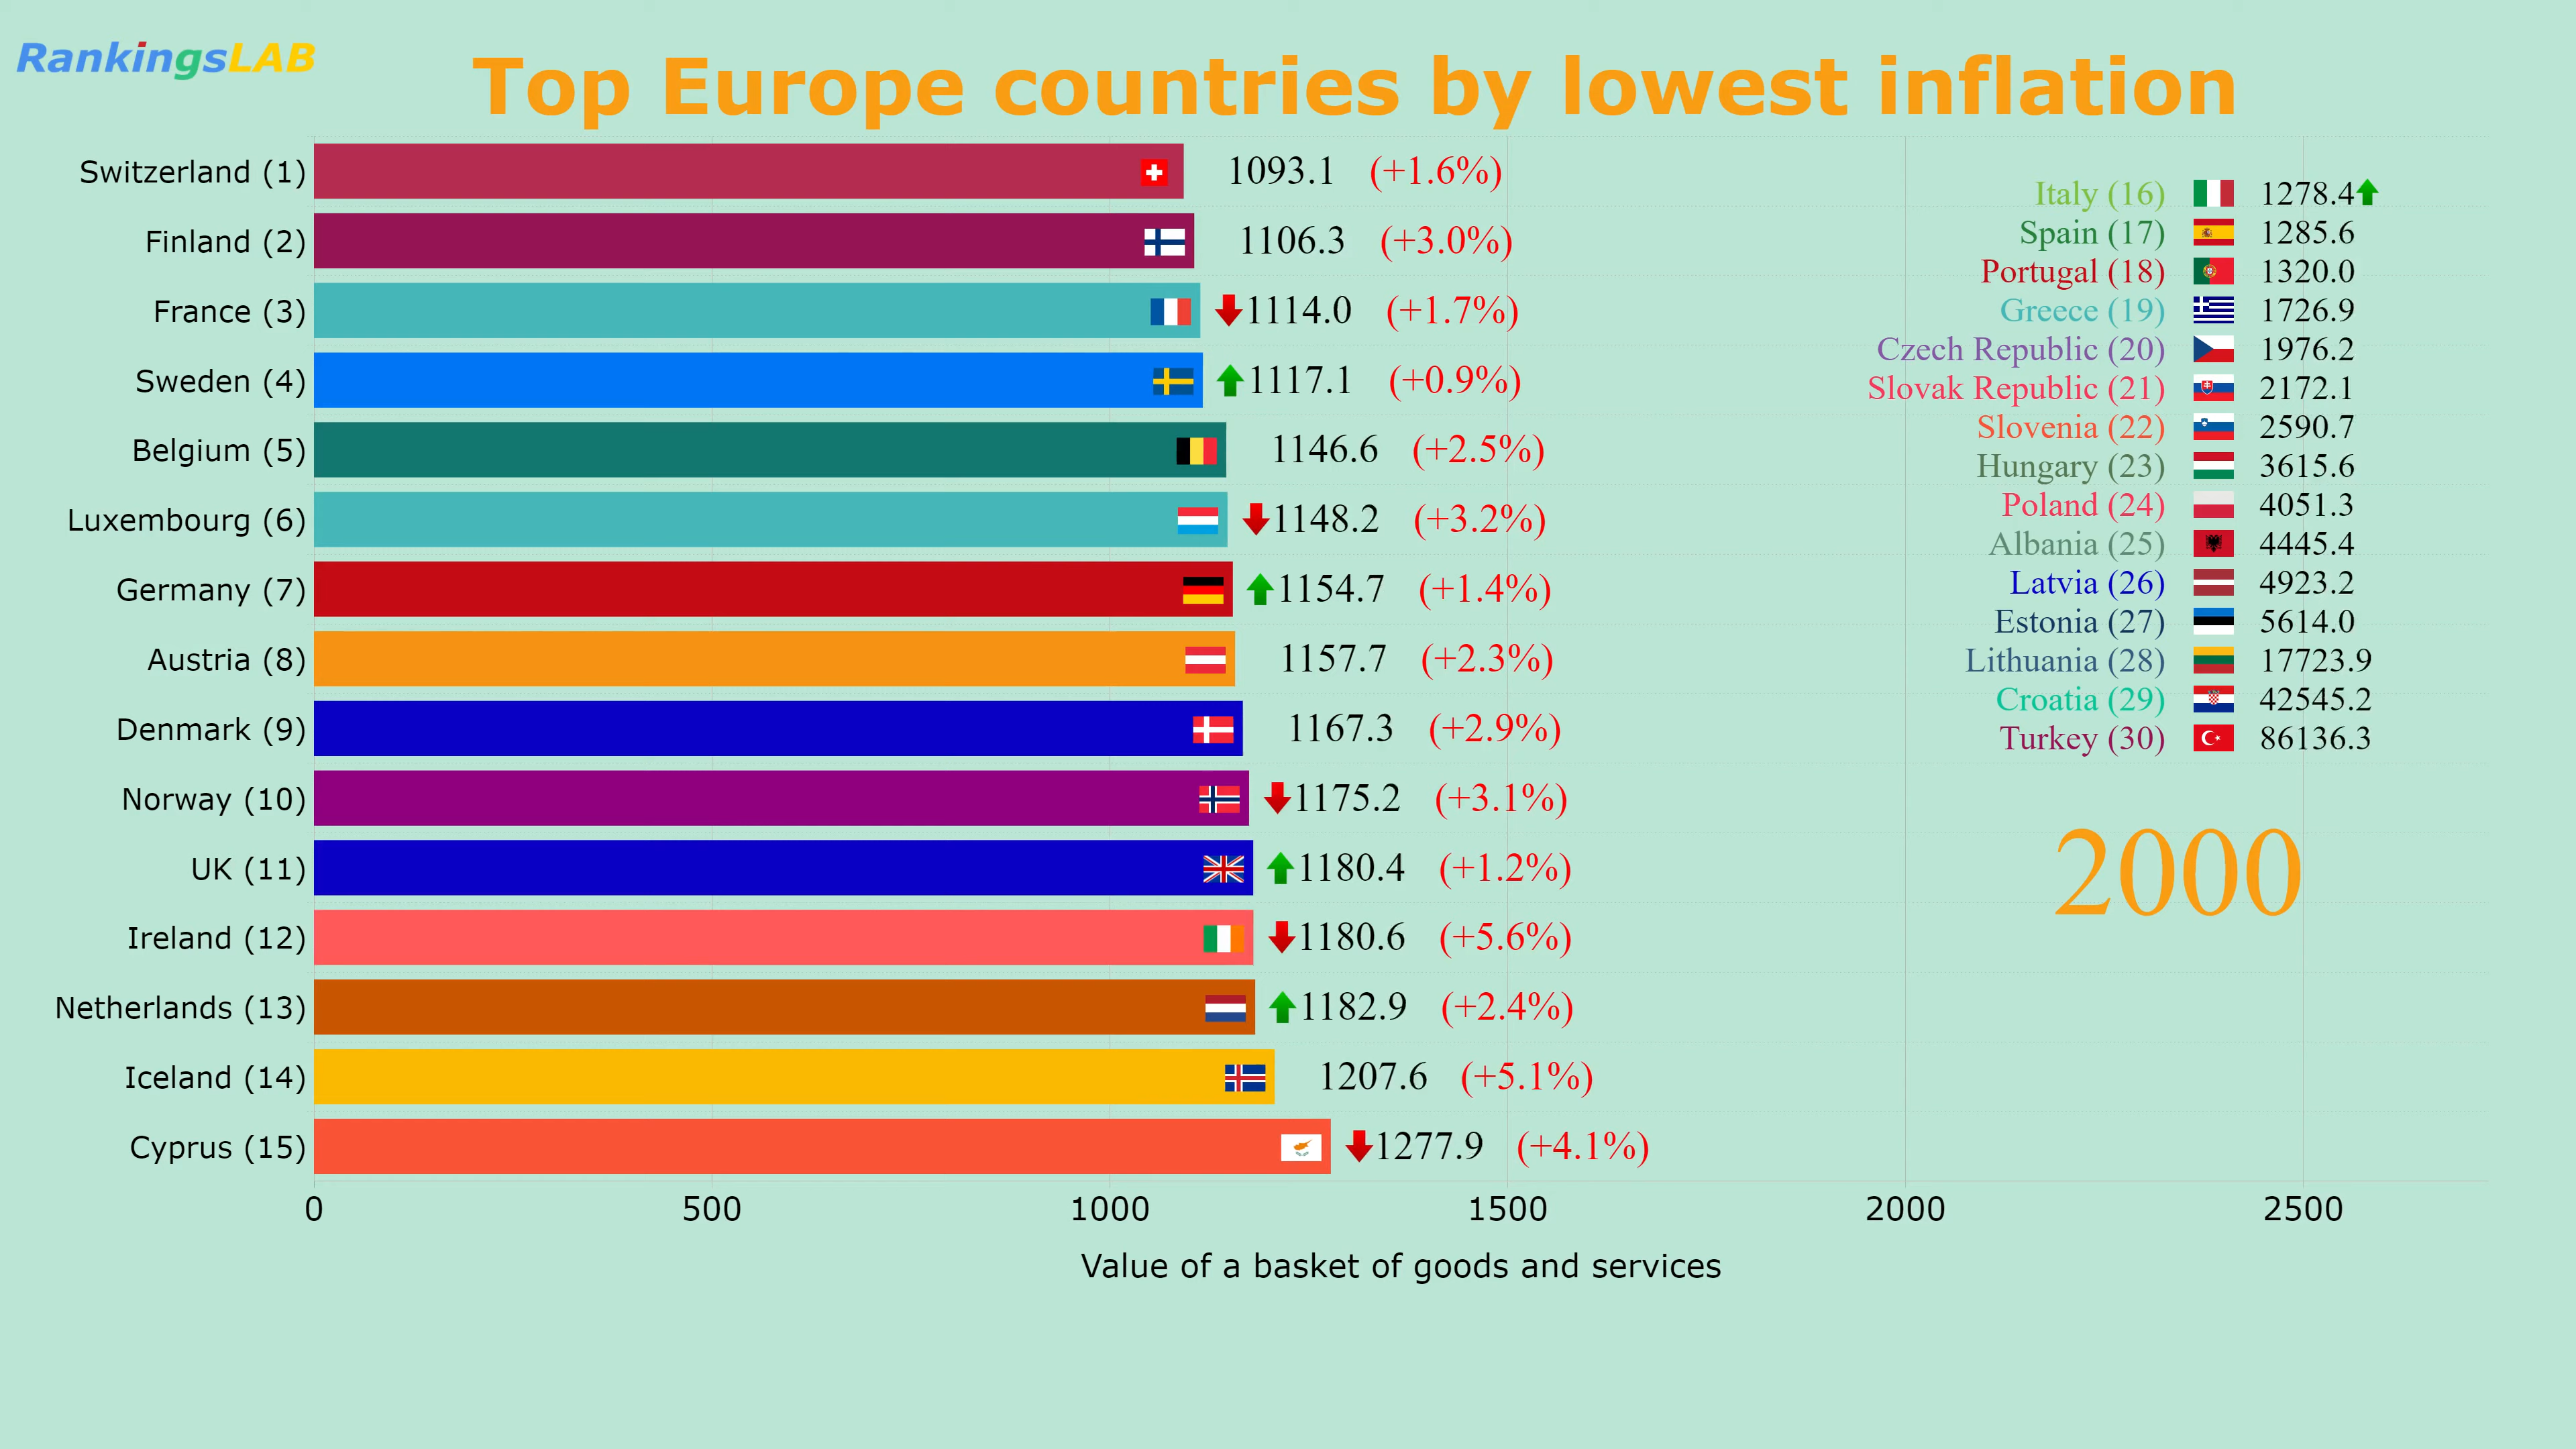 RankingsLAB
Top Europe countries by lowest inflation
Switzerland (1) 1093.1 (+1.6%)
Finland (2) 1106.3 (+3.0%)
France (3) 1114.0 (+1.7%)
Sweden (4) 1117.1 (+0.9%)
Belgium (5) 1146.6 (+2.5%)
Luxembourg (6) 1148.2 (+3.2%)
Germany (7) 1154.7 (+1.4%)
Austria (8) 1157.7 (+2.3%)
Denmark (9) 1167.3 (+2.9%)
Norway (10) 1175.2 (+3.1%)
UK (11) 1180.4 (+1.2%)
Ireland (12) 1180.6 (+5.6%)
Netherlands (13) 1182.9 (+2.4%)
Iceland (14) 1207.6 (+5.1%)
Cyprus (15) 1277.9 (+4.1%)
Italy (16) 1278.4
Spain (17) 1285.6
Portugal (18) 1320.0
Greece (19) 1726.9
Czech Republic (20) 1976.2
Slovak Republic (21) 2172.1
Slovenia (22) 2590.7
Hungary (23) 3615.6
Poland (24) 4051.3
Albania (25) 4445.4
Latvia (26) 4923.2
Estonia (27) 5614.0
Lithuania (28) 17723.9
Croatia (29) 42545.2
Turkey (30) 86136.3
2000
0 500 1000 1500 2000 2500
Value of a basket of goods and services